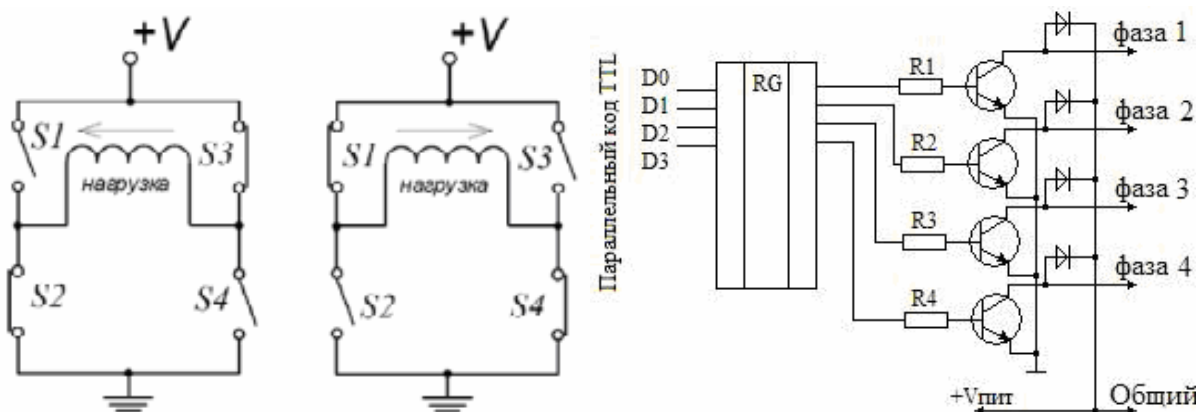 +V
S1
S3
нагрузка
S2
S4
+V
S1
S3
нагрузка
S2
S4
Параллельный код TTL
D0
D1
D2
D3
RG
R1
R2
R3
R4
фаза 1
фаза 2
фаза 3
фаза 4
+Vпит
Общий